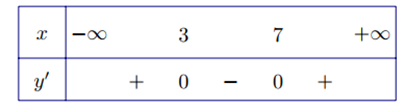 x −∞ 3 7 +∞
y′ + 0 − 0 +